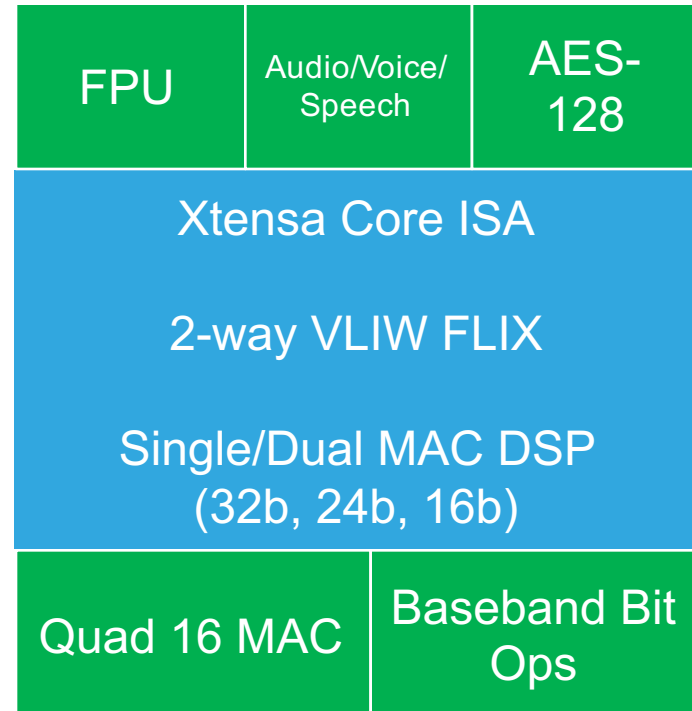 FPU
Audio/Voice/
Speech
AES-
128
Xtensa Core ISA
2-way VLIW FLIX
Single/Dual MAC DSP
(32b, 24b, 16b)
Quad 16 MAC
Baseband Bit
Ops